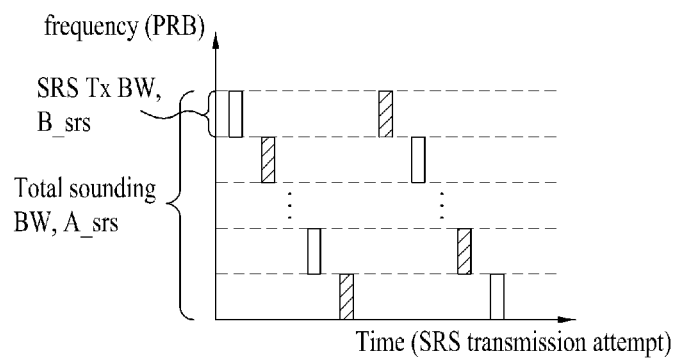 frequency (PRB)
SRS Tx BW,
B_srs
Total sounding
BW, A_srs
Time (SRS transmission attempt)